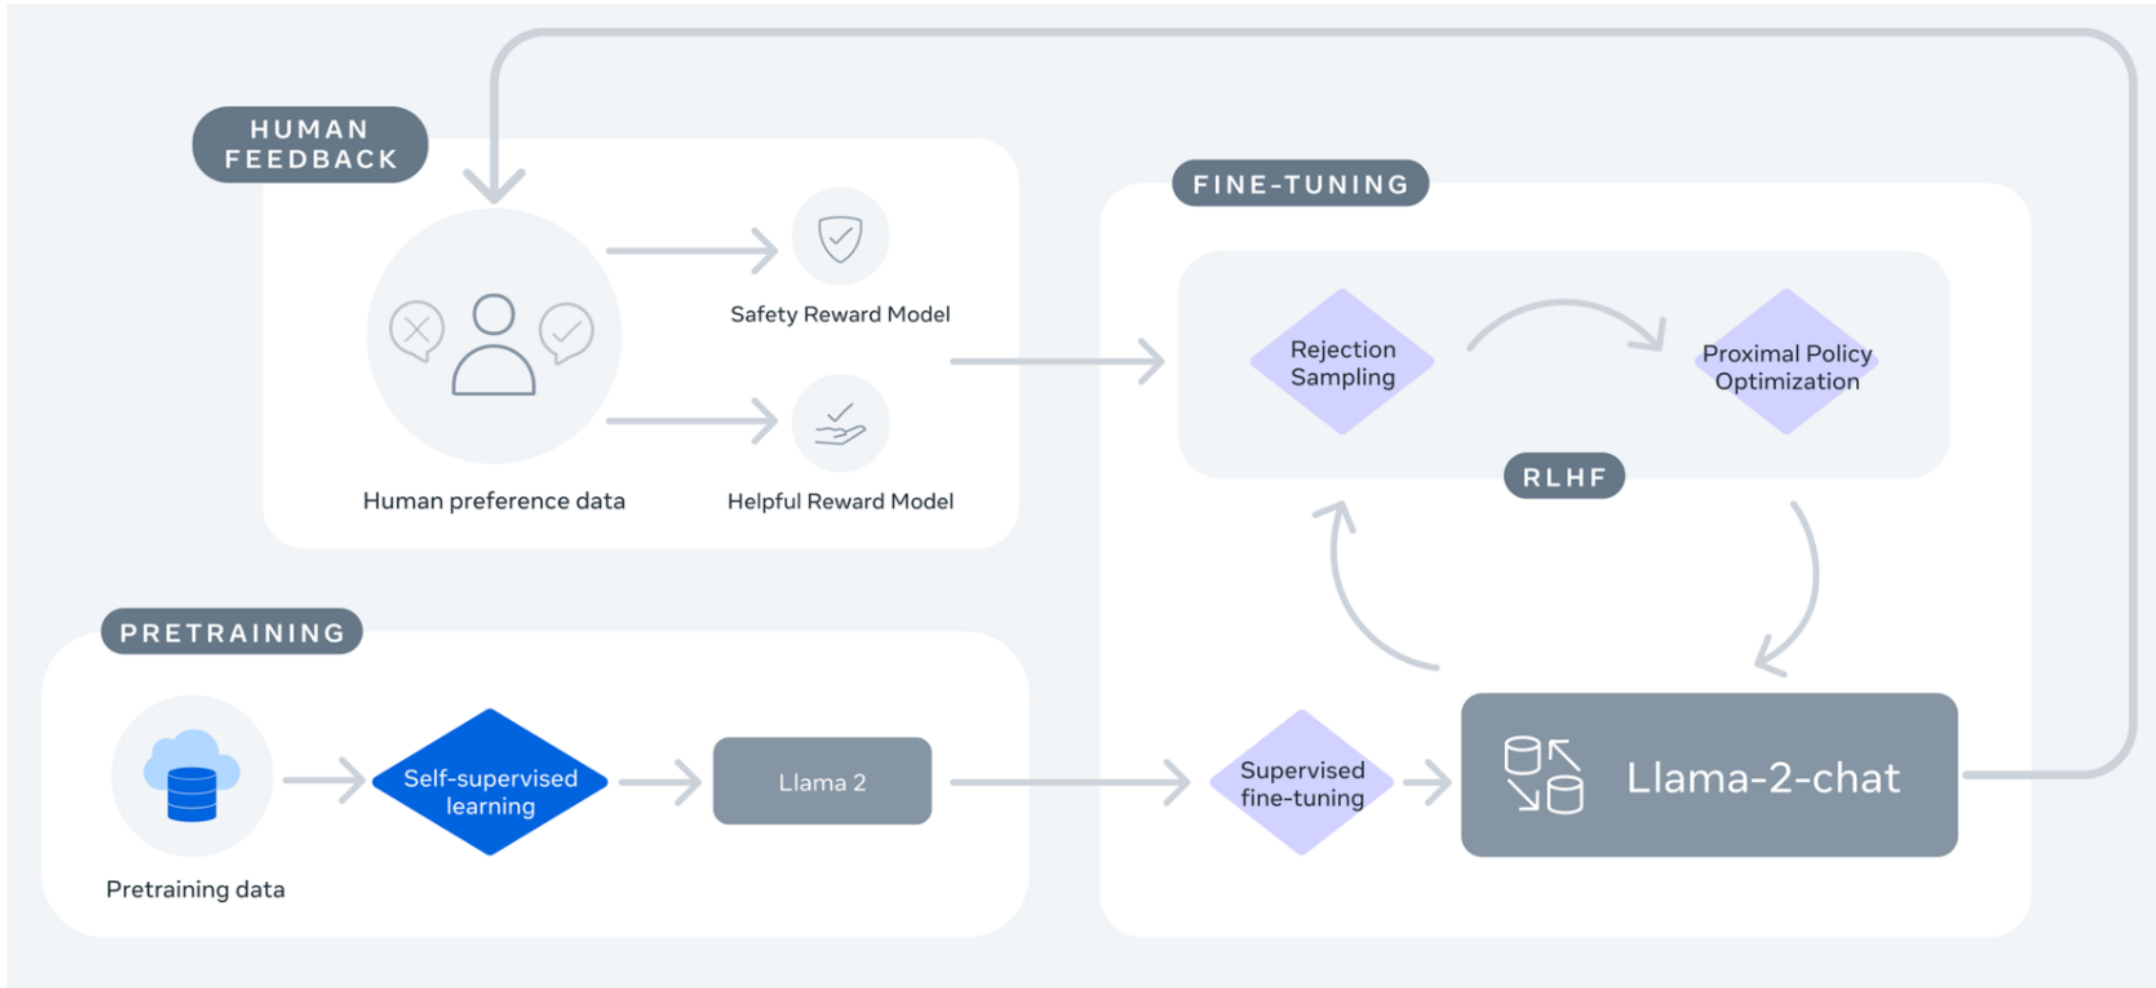 HUMAN
FEEDBACK
Human preference data
Safety Reward Model
Helpful Reward Model
FINE-TUNING
Rejection
Sampling
Proximal Policy
Optimization
RLHF
PRETRAINING
Pretraining data
Self-supervised
learning
Llama 2
Supervised
fine-tuning
Llama-2-chat